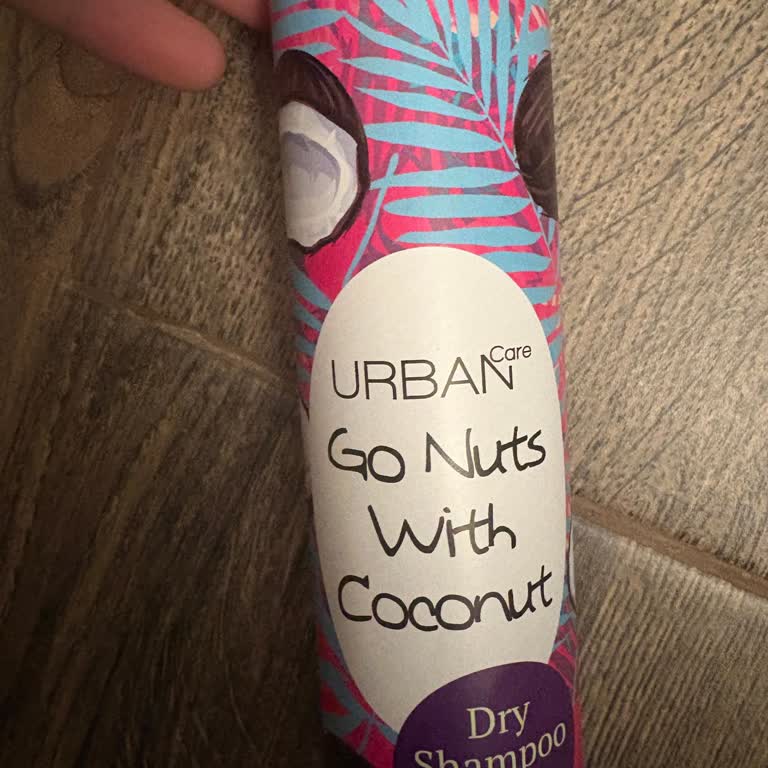 URBAN Care
Go Nuts
With
Coconut
Dry
Shampoo